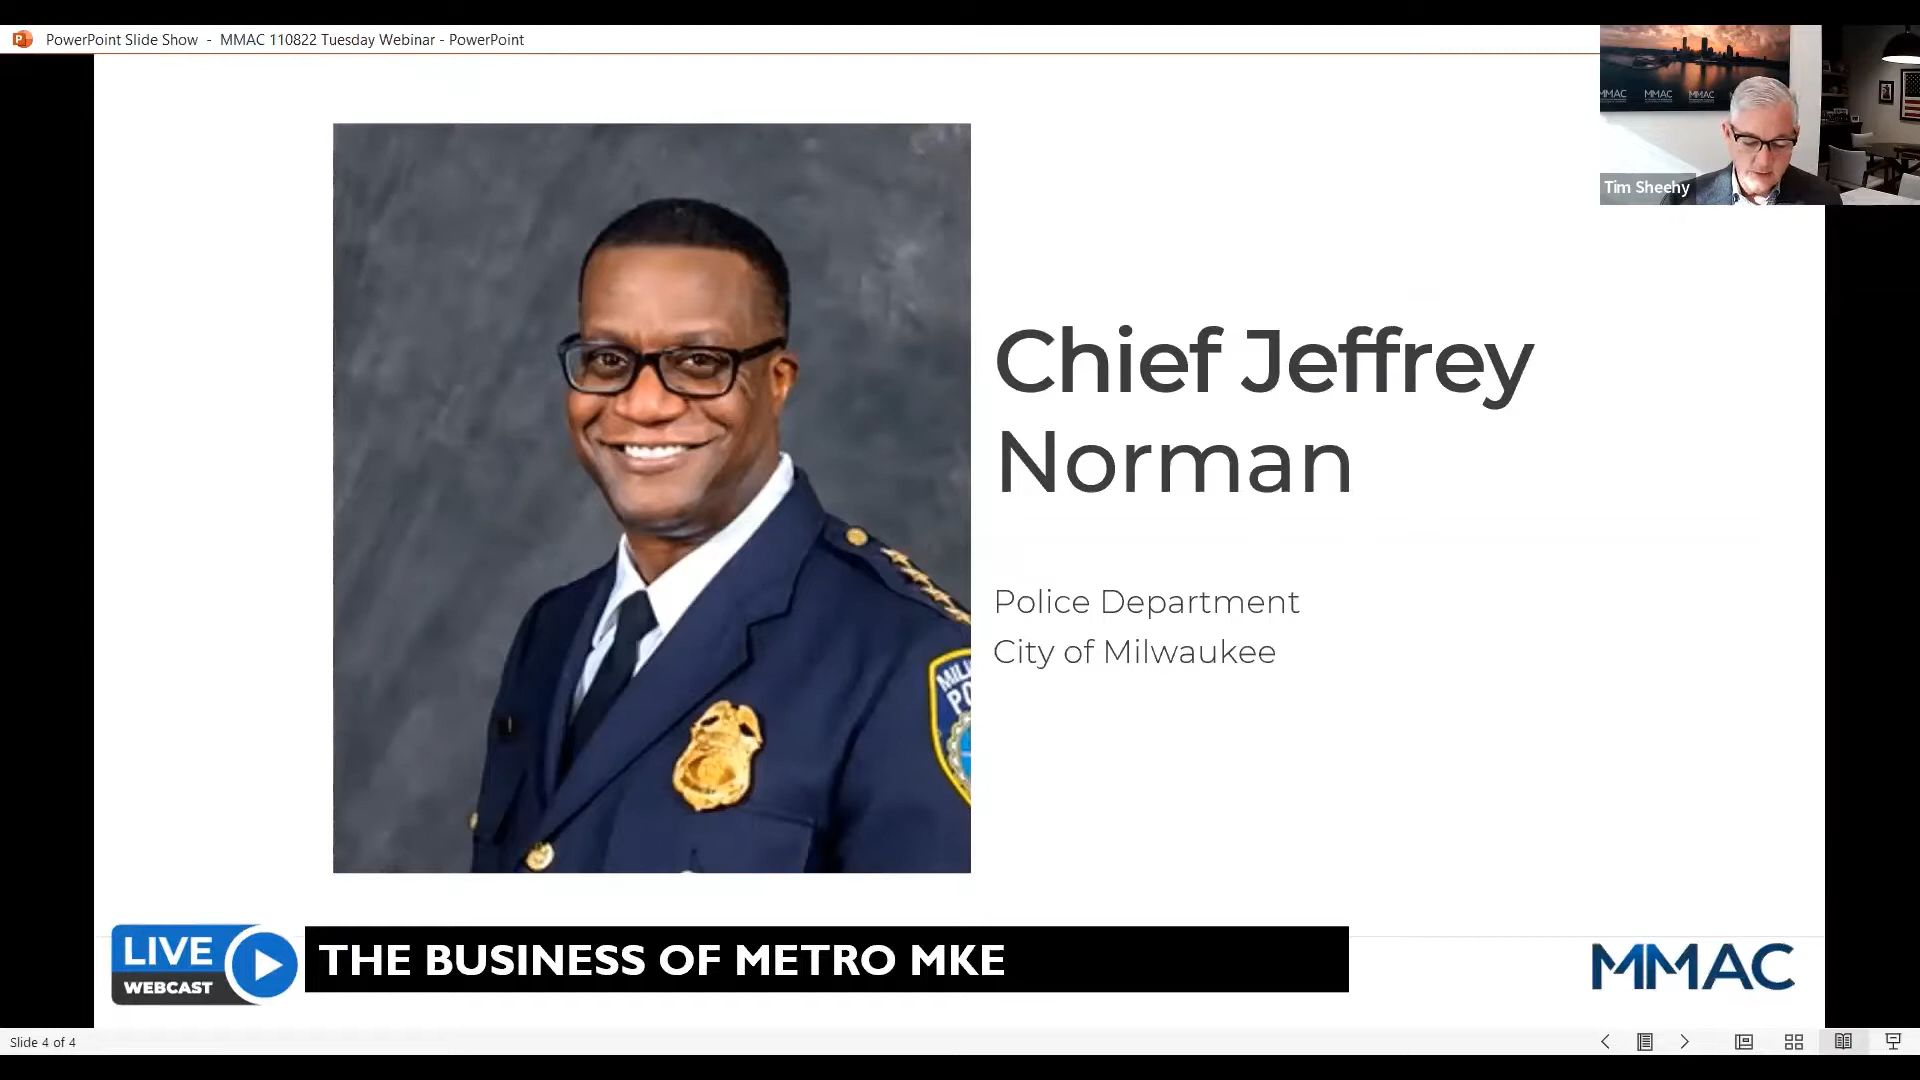 PowerPoint Slide Show - MMAC 110822 Tuesday Webinar - PowerPoint
MMAC MMAC MMAC
Tim Sheehy
Chief Jeffrey
Norman
Police Department
City of Milwaukee
LIVE
WEBCAST
THE BUSINESS OF METRO MKE
MMAC
Slide 4 of 4